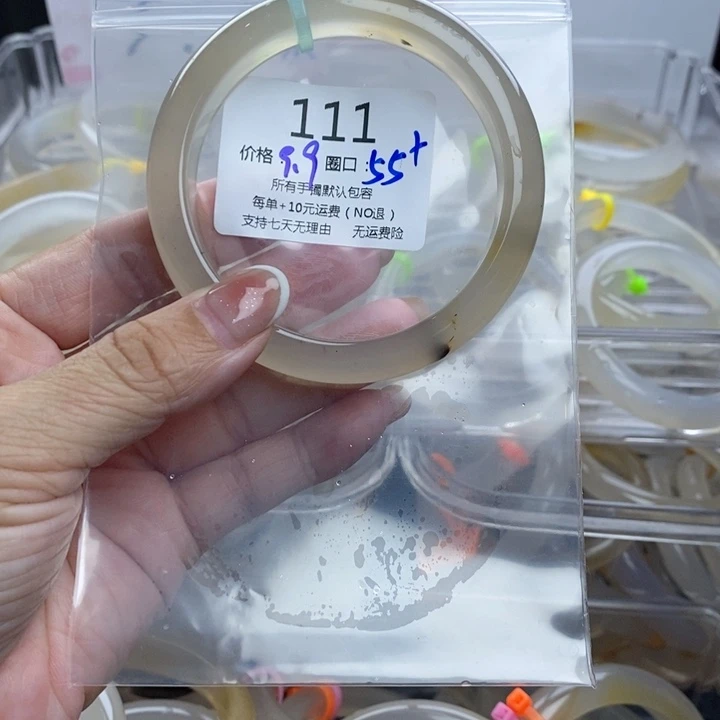 111
价格 9.9 圈口:55+
所有手镯默认包容
每单+10元运费(NO退)
支持七天无理由 无运费险